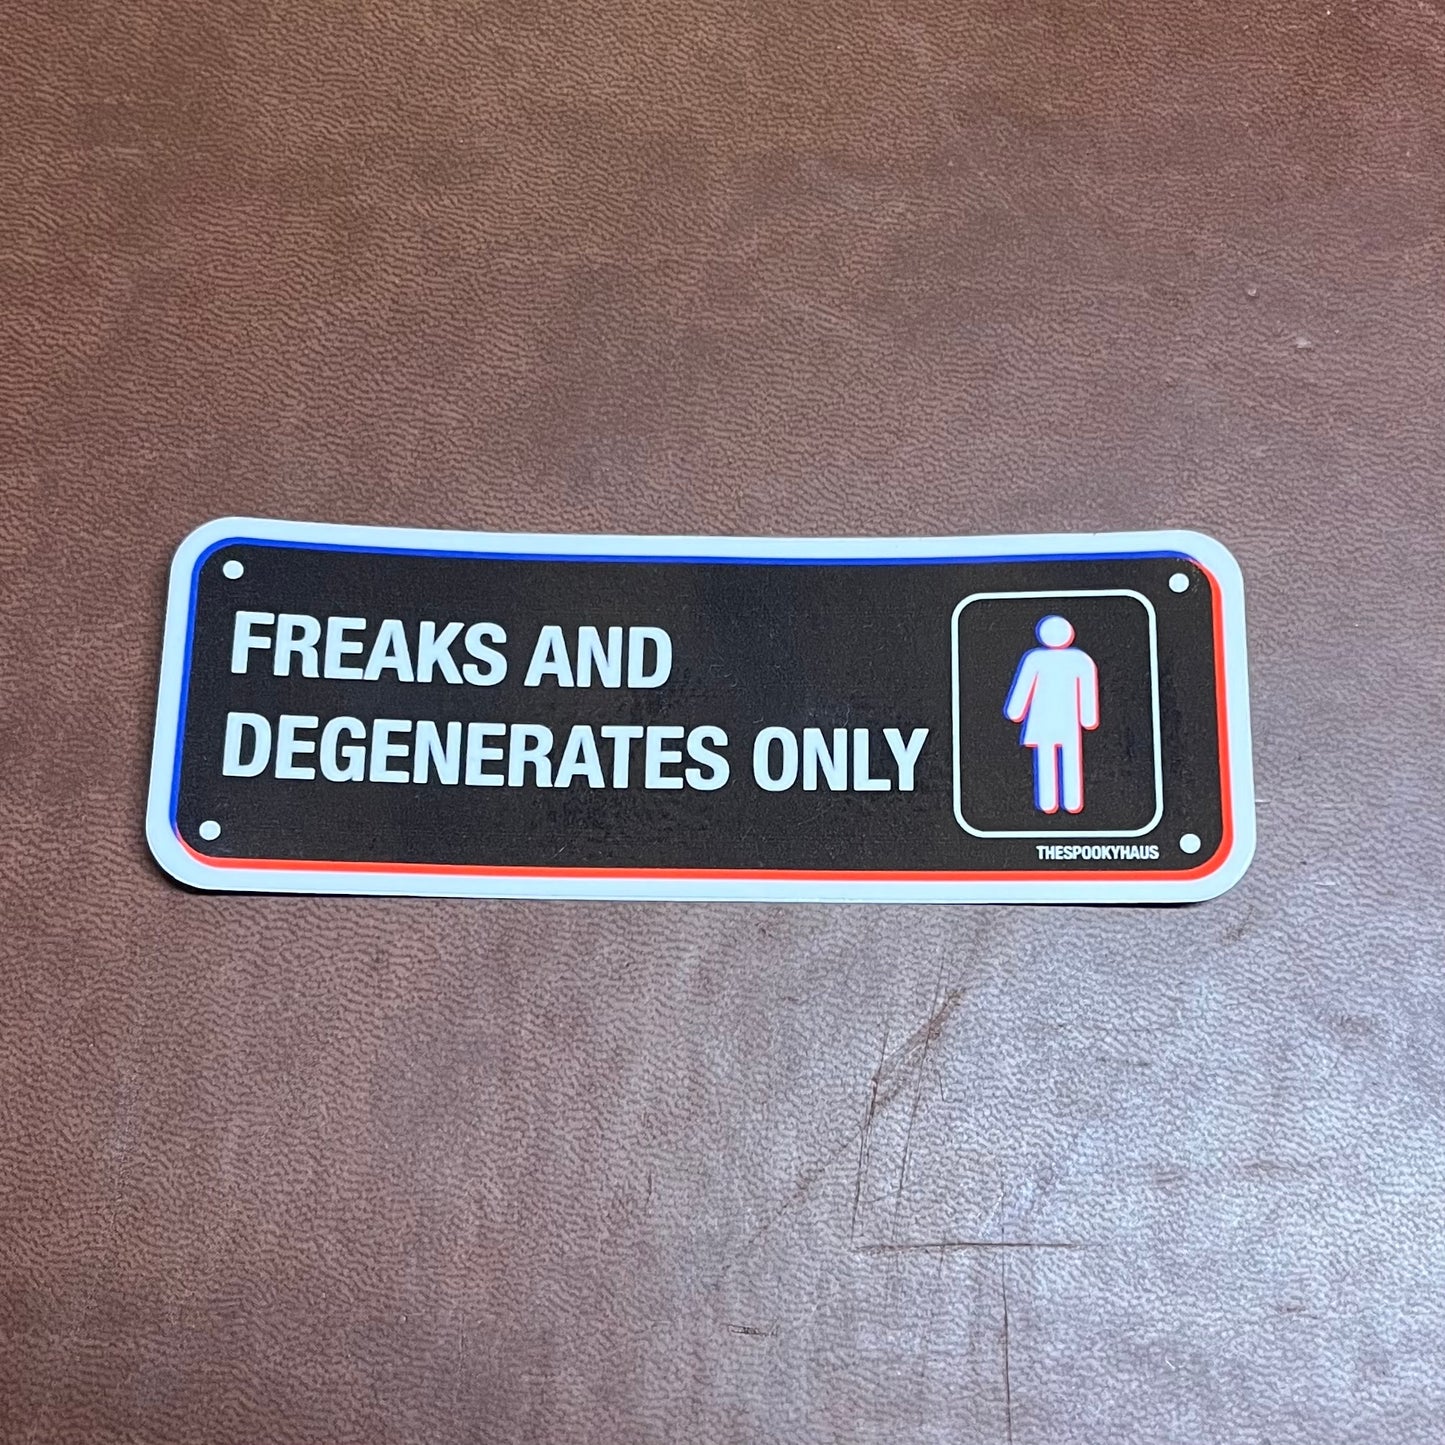 FREAKS AND
DEGENERATES ONLY
THESPOOKYHAUS